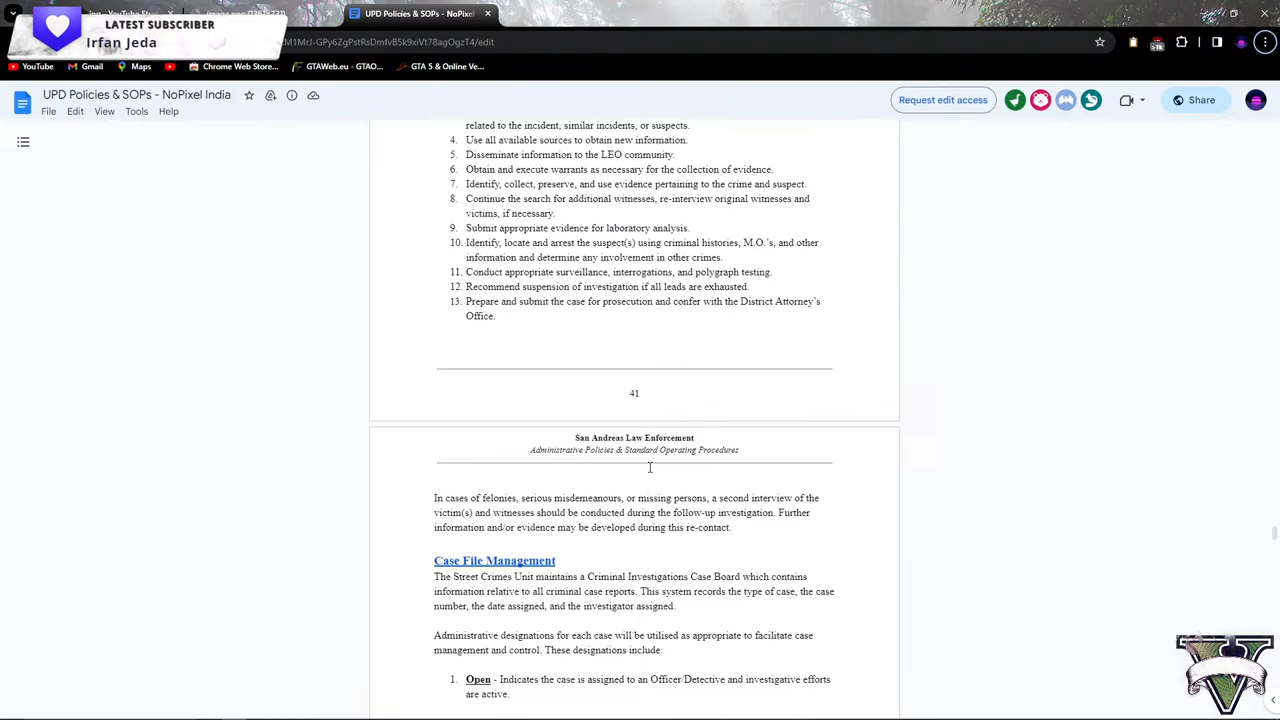 LATEST SUBSCRIBER
Irfan Jeda
UPD Policies & SOPs - NoPixel
M1MrJ-GPy6ZgPstRsDmfvB5k9xiVt78agOgzT4/edit
YouTube
Gmail
Maps
Chrome Web Store...
GTAWeb.eu - GTAO...
GTA 5 & Online Ve...
UPD Policies & SOPs - NoPixel India
File Edit View Tools Help
Request edit access
Share
related to the incident, similar incidents, or suspects.
4. Use all available sources to obtain new information.
5. Disseminate information to the LEO community.
6. Obtain and execute warrants as necessary for the collection of evidence.
7. Identify, collect, preserve, and use evidence pertaining to the crime and suspect.
8. Continue the search for additional witnesses, re-interview original witnesses and
victims, if necessary.
9. Submit appropriate evidence for laboratory analysis.
10. Identify, locate and arrest the suspect(s) using criminal histories, M.O.'s, and other
information and determine any involvement in other crimes.
11. Conduct appropriate surveillance, interrogations, and polygraph testing.
12. Recommend suspension of investigation if all leads are exhausted.
13. Prepare and submit the case for prosecution and confer with the District Attorney's
Office.
41
San Andreas Law Enforcement
Administrative Policies & Standard Operating Procedures
In cases of felonies, serious misdemeanours, or missing persons, a second interview of the
victim(s) and witnesses should be conducted during the follow-up investigation. Further
information and/or evidence may be developed during this re-contact.
Case File Management
The Street Crimes Unit maintains a Criminal Investigations Case Board which contains
information relative to all criminal case reports. This system records the type of case, the case
number, the date assigned, and the investigator assigned.
Administrative designations for each case will be utilised as appropriate to facilitate case
management and control. These designations include:
1. Open - Indicates the case is assigned to an Officer/Detective and investigative efforts
are active.